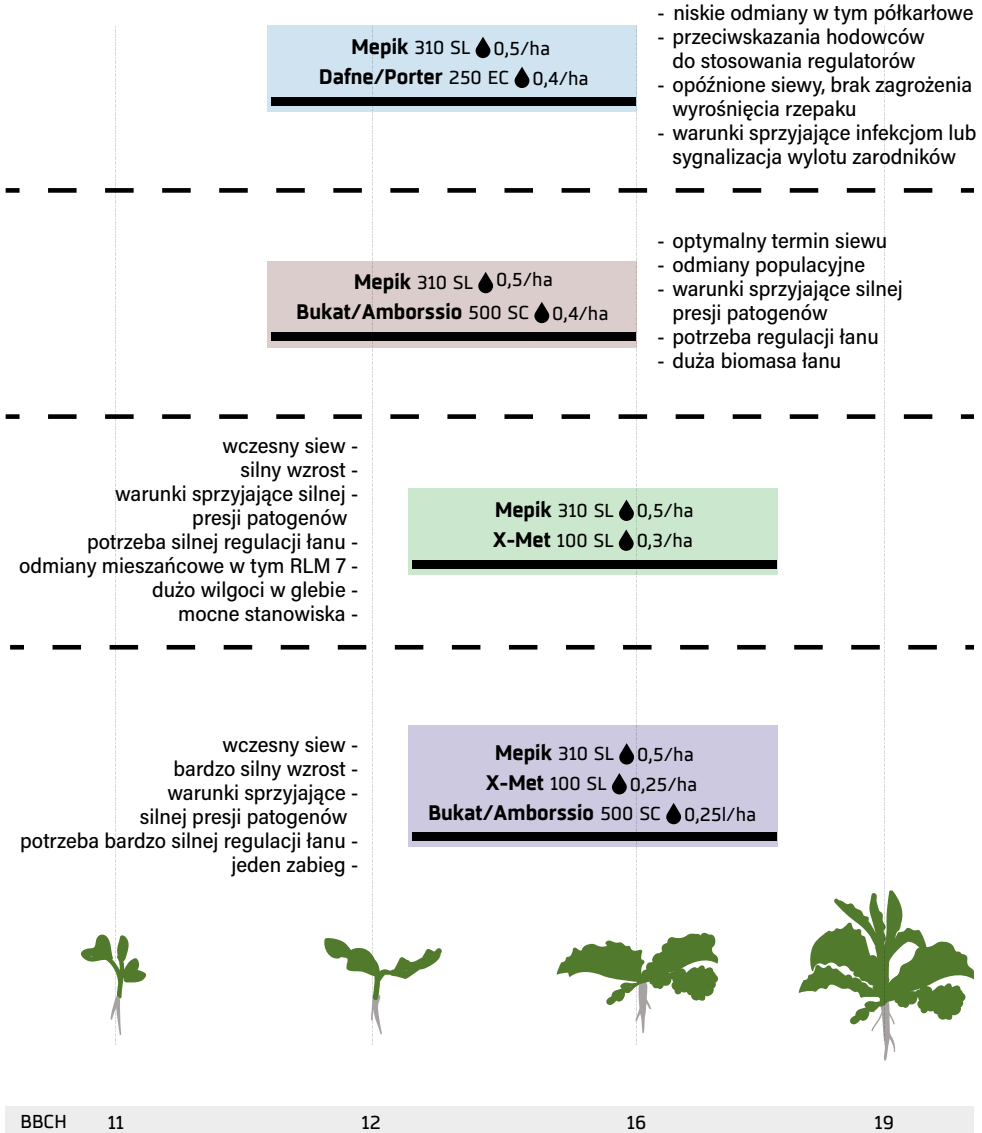 Mepik 310 SL 0,5/ha
Dafne/Porter 250 EC 0,4/ha
- niskie odmiany w tym półkarłowe
- przeciwskazania hodowców
do stosowania regulatorów
- opóźnione siewy, brak zagrożenia
wyrośnięcia rzepaku
- warunki sprzyjające infekcjom lub
sygnalizacja wylotu zarodników
Mepik 310 SL 0,5/ha
Bukat/Amborssio 500 SC 0,4/ha
- optymalny termin siewu
- odmiany populacyjne
- warunki sprzyjające silnej
presji patogenów
- potrzeba regulacji łanu
- duża biomasa łanu
wczesny siew -
silny wzrost -
warunki sprzyjające silnej -
presji patogenów
potrzeba silnej regulacji łanu -
odmiany mieszańcowe w tym RLM 7 -
dużo wilgoci w glebie -
mocne stanowiska -
Mepik 310 SL 0,5/ha
X-Met 100 SL 0,3/ha
wczesny siew -
bardzo silny wzrost -
warunki sprzyjające -
silnej presji patogenów
potrzeba bardzo silnej regulacji łanu -
jeden zabieg -
Mepik 310 SL 0,5/ha
X-Met 100 SL 0,25/ha
Bukat/Amborssio 500 SC 0,25l/ha
BBCH 11 12 16 19